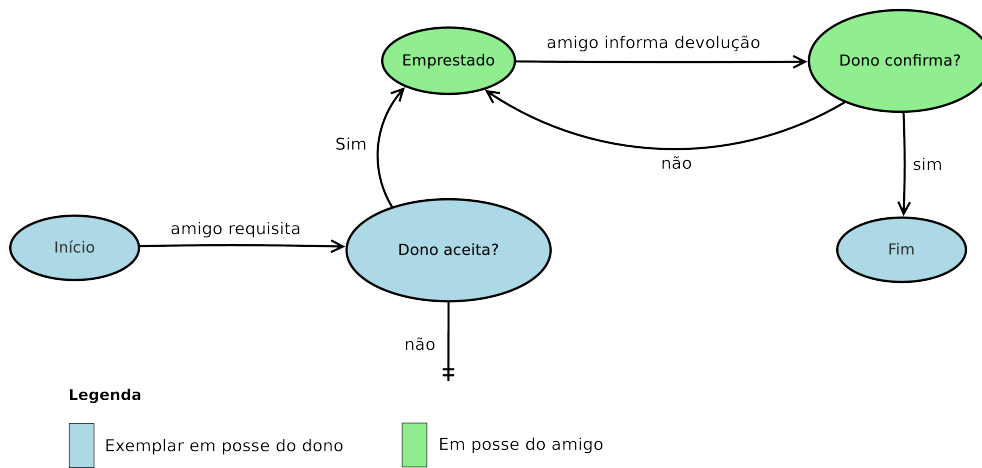 amigo informa devolução
Emprestado
Dono confirma?
Sim
não
sim
amigo requisita
Início
Dono aceita?
Fim
não
Legenda
Exemplar em posse do dono
Em posse do amigo